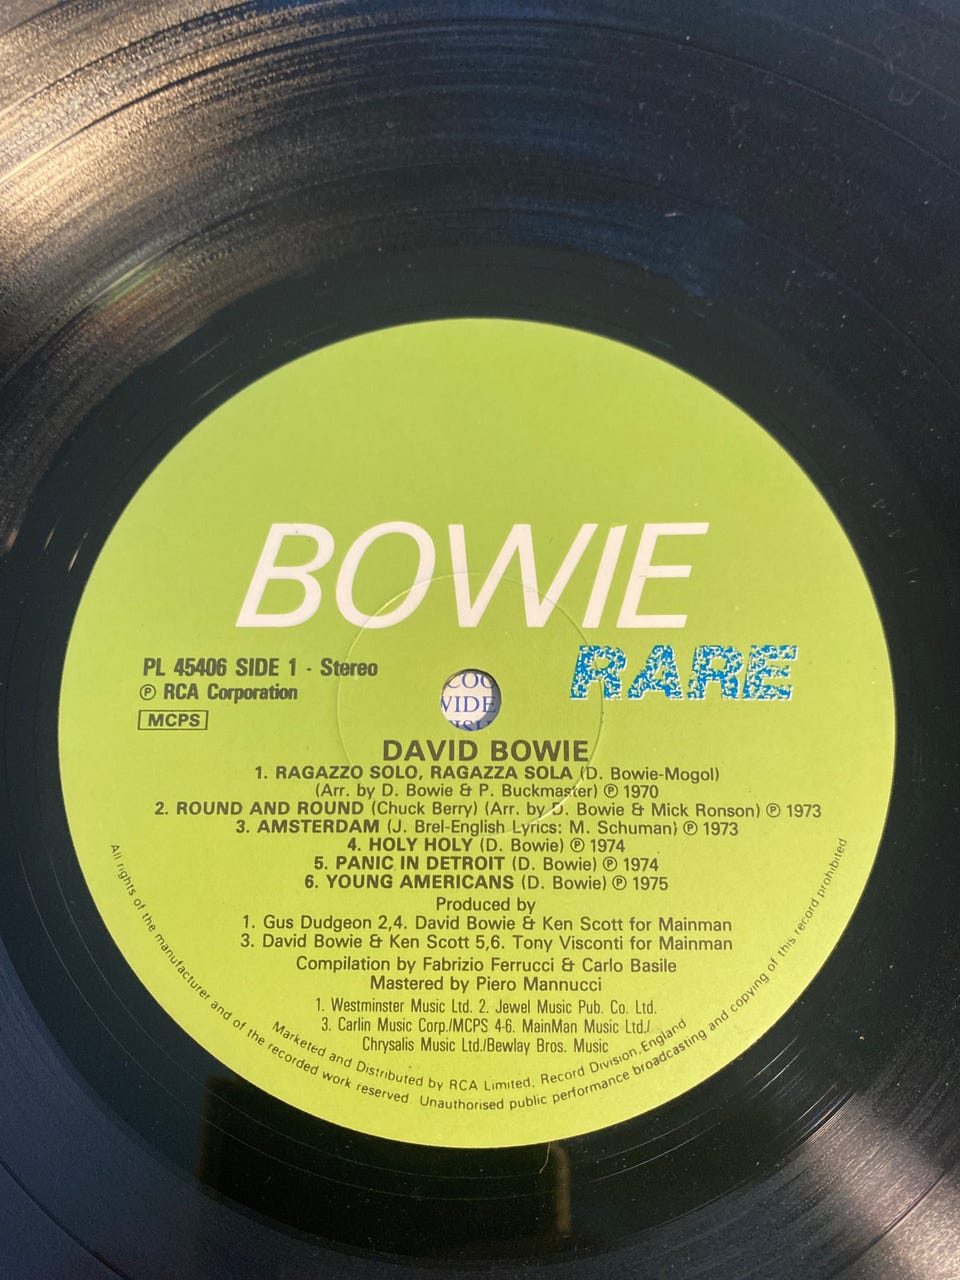 BOWIE
RARE
PL 45406 SIDE 1 - Stereo
℗ RCA Corporation
MCPS
COO
VIDE
ISH
DAVID BOWIE
1. RAGAZZO SOLO, RAGAZZA SOLA (D. Bowie-Mogol)
(Arr. by D. Bowie & P. Buckmaster) ℗ 1970
2. ROUND AND ROUND (Chuck Berry) (Arr. by D. Bowie & Mick Ronson) ℗ 1973
3. AMSTERDAM (J. Brel-English Lyrics: M. Schuman) ℗ 1973
4. HOLY HOLY (D. Bowie) ℗ 1974
5. PANIC IN DETROIT (D. Bowie) ℗ 1974
6. YOUNG AMERICANS (D. Bowie) ℗ 1975
Produced by
1. Gus Dudgeon 2,4. David Bowie & Ken Scott for Mainman
3. David Bowie & Ken Scott 5,6. Tony Visconti for Mainman
Compilation by Fabrizio Ferrucci & Carlo Basile
Mastered by Piero Mannucci
1. Westminster Music Ltd. 2. Jewel Music Pub. Co. Ltd.
3. Carlin Music Corp./MCPS 4-6. MainMan Music Ltd./
Chrysalis Music Ltd./Bewlay Bros. Music
Marketed and Distributed by RCA Limited, Record Division, England
All rights of the manufacturer and of the recorded work reserved. Unauthorised public performance broadcasting and copying of this record prohibited